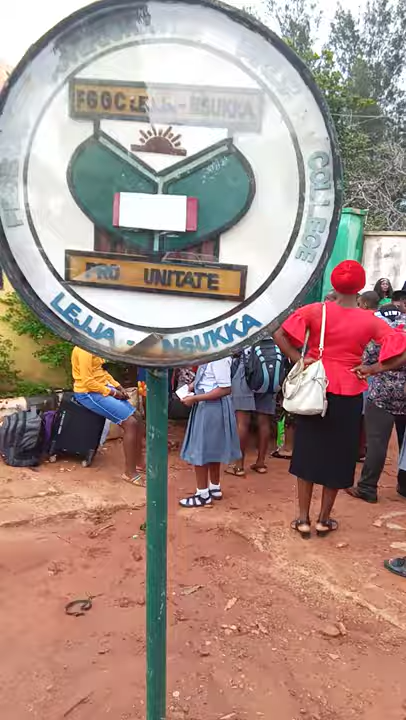 FGGC LEJJA - NSUKKA
COLLEGE
PRO UNITATE
LEJJA - NSUKKA